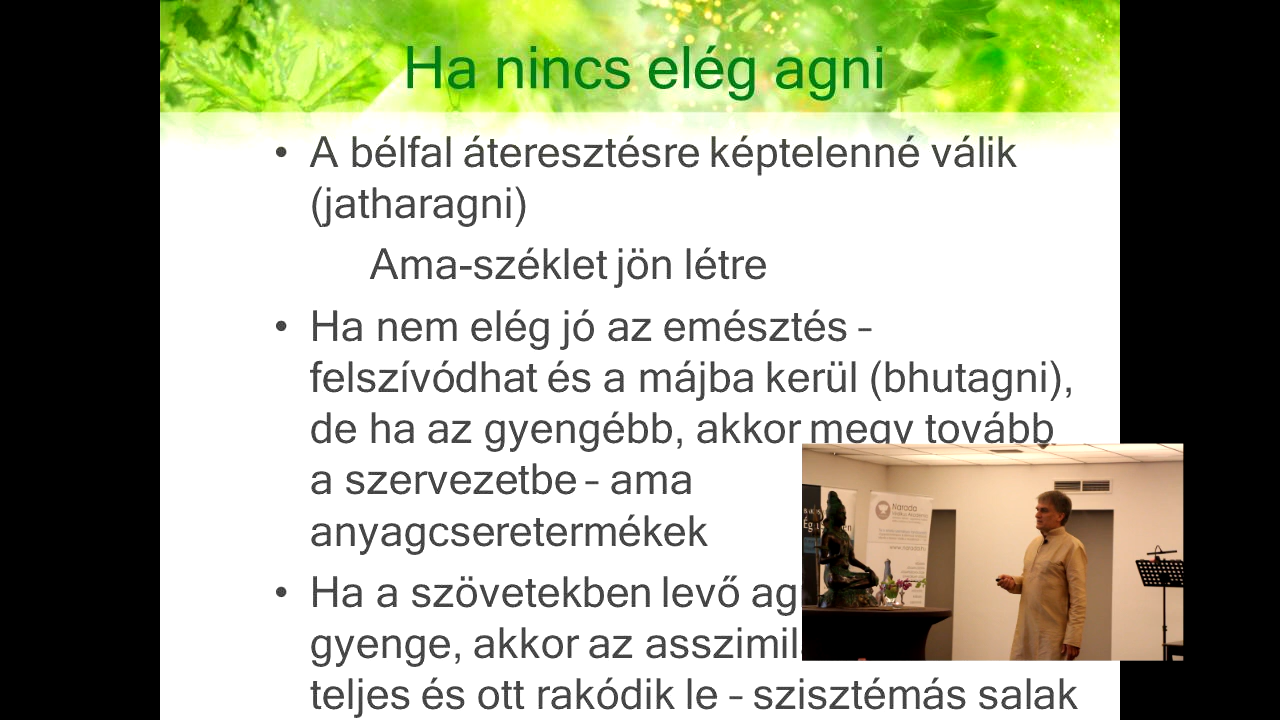 Ha nincs elég agni
• A bélfal áteresztésre képtelenné válik
(jatharagni)
Ama-széklet jön létre
• Ha nem elég jó az emésztés –
felszívódhat és a májba kerül (bhutagni),
de ha az gyengébb, akkor megy tovább
a szervezetbe – ama
anyagcseretermékek
• Ha a szövetekben levő
gyenge, akkor az
teljes és ott rakódik le – szisztémás salak
Narada